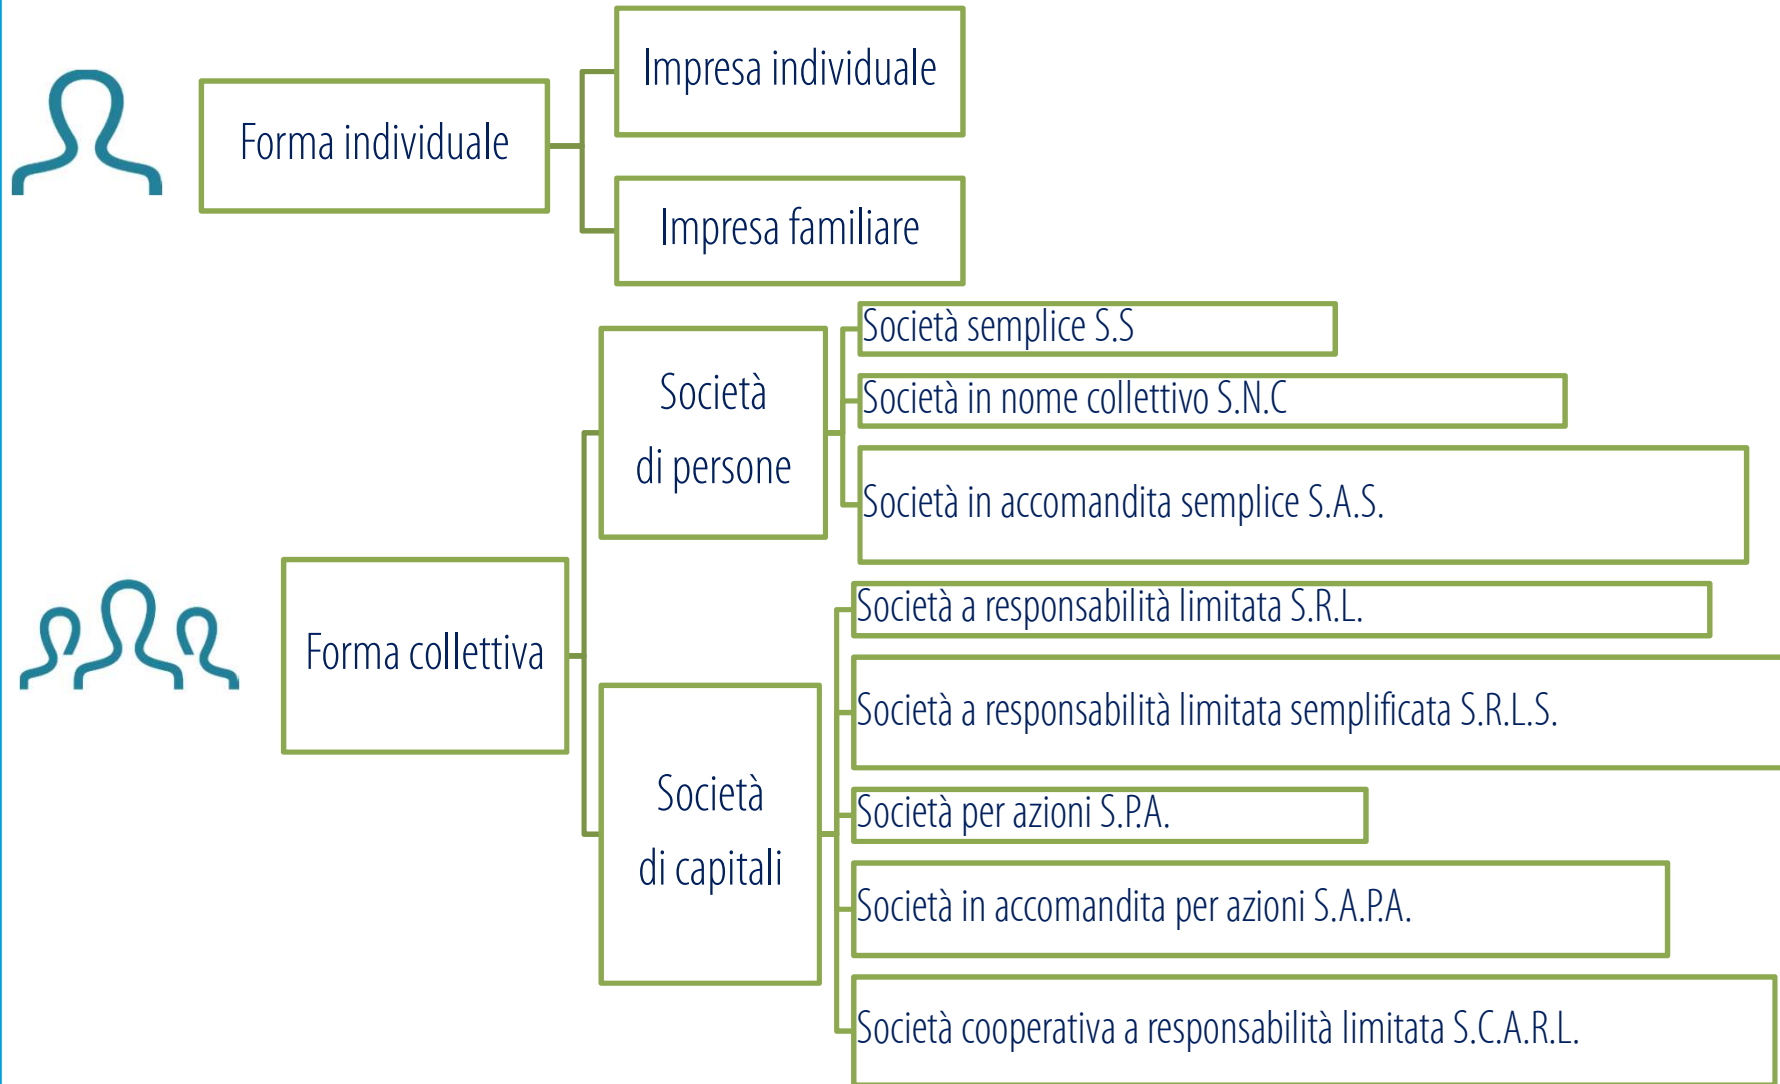 Impresa individuale
Forma individuale
Impresa familiare
Società semplice S.S
Società
di persone
Società in nome collettivo S.N.C
Società in accomandita semplice S.A.S.
Forma collettiva
Società a responsabilità limitata S.R.L.
Società a responsabilità limitata semplificata S.R.L.S.
Società
di capitali
Società per azioni S.P.A.
Società in accomandita per azioni S.A.P.A.
Società cooperativa a responsabilità limitata S.C.A.R.L.